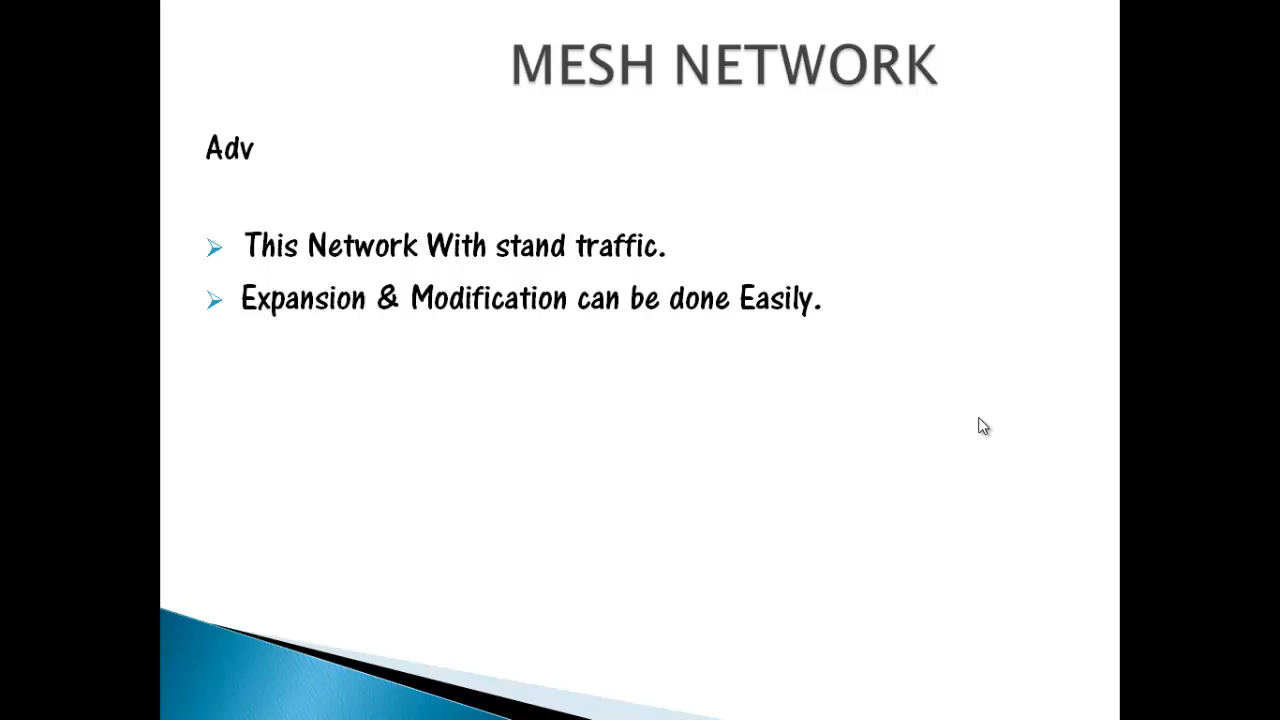 MESH NETWORK
Adv
This Network With stand traffic.
Expansion & Modification can be done Easily.